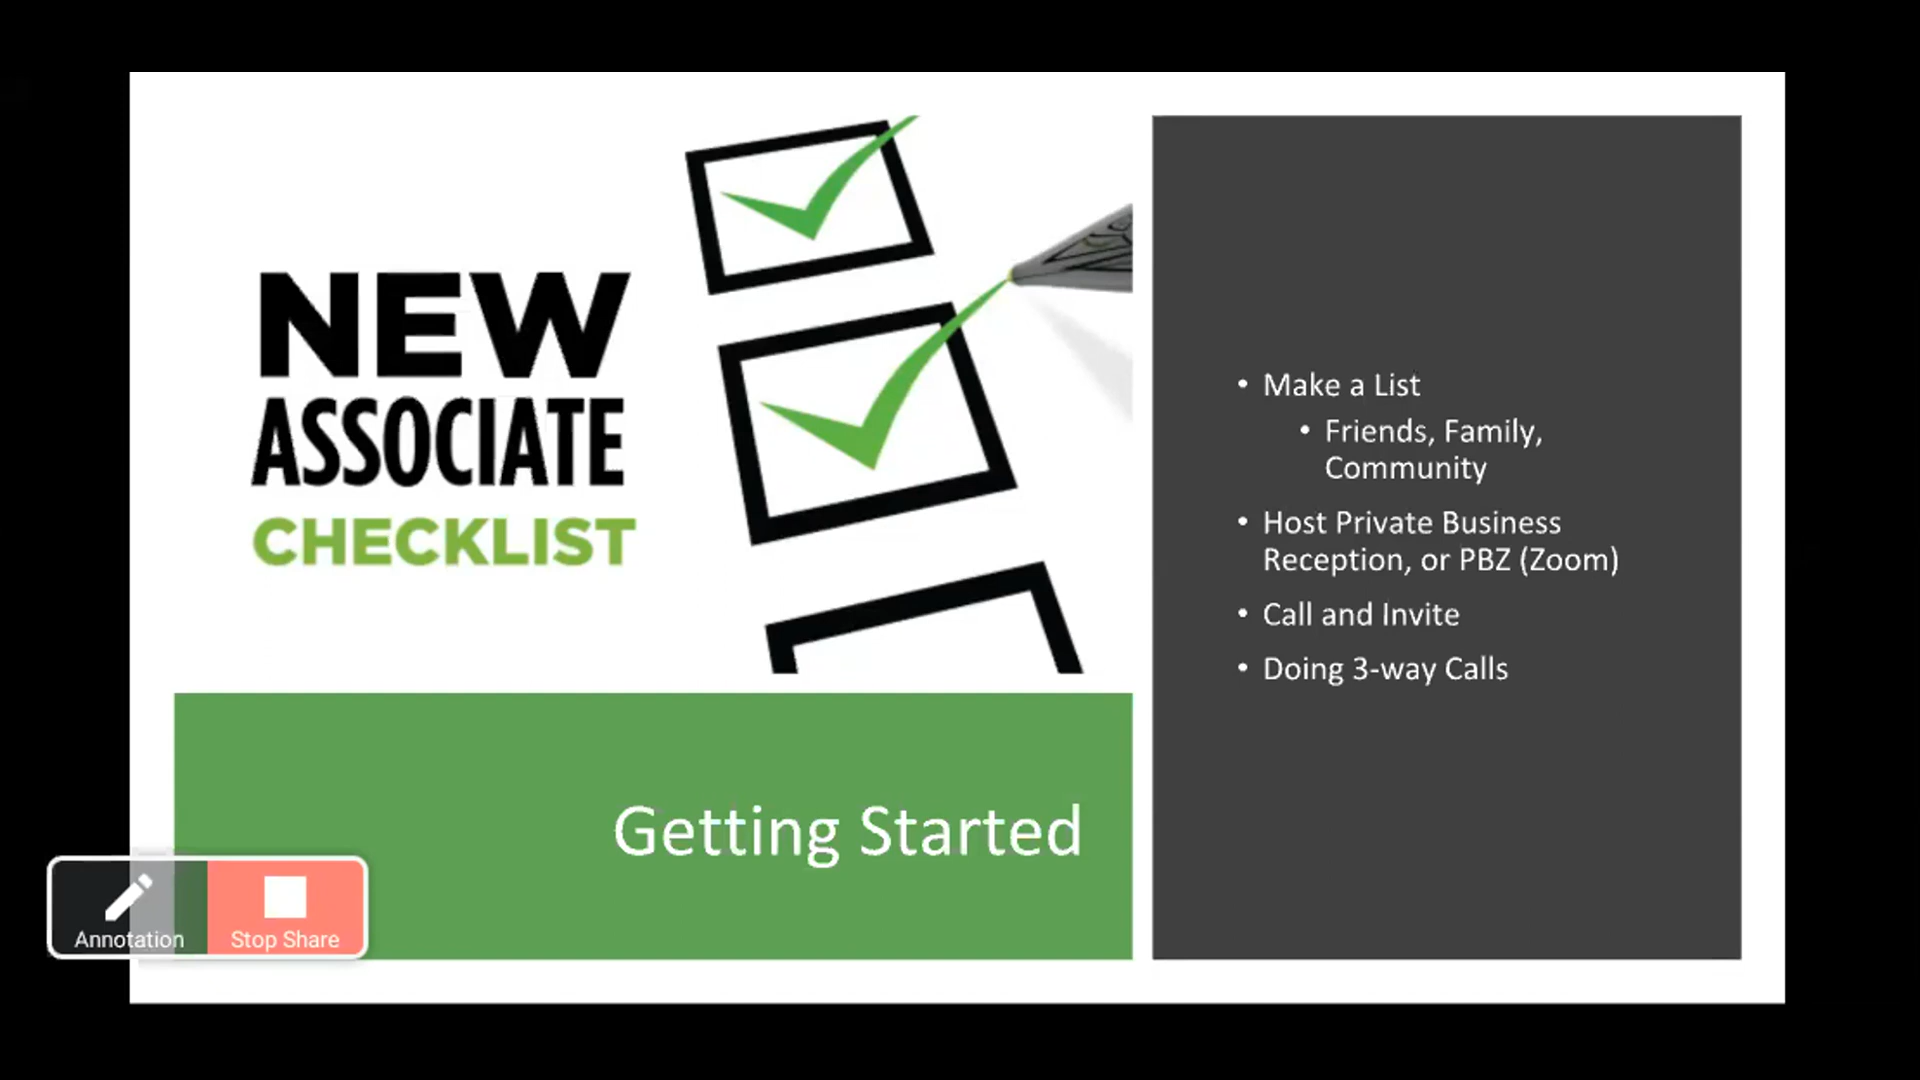 NEW
ASSOCIATE
CHECKLIST
Getting Started
• Make a List
• Friends, Family,
Community
• Host Private Business
Reception, or PBZ (Zoom)
• Call and Invite
• Doing 3-way Calls
Annotation
Stop Share